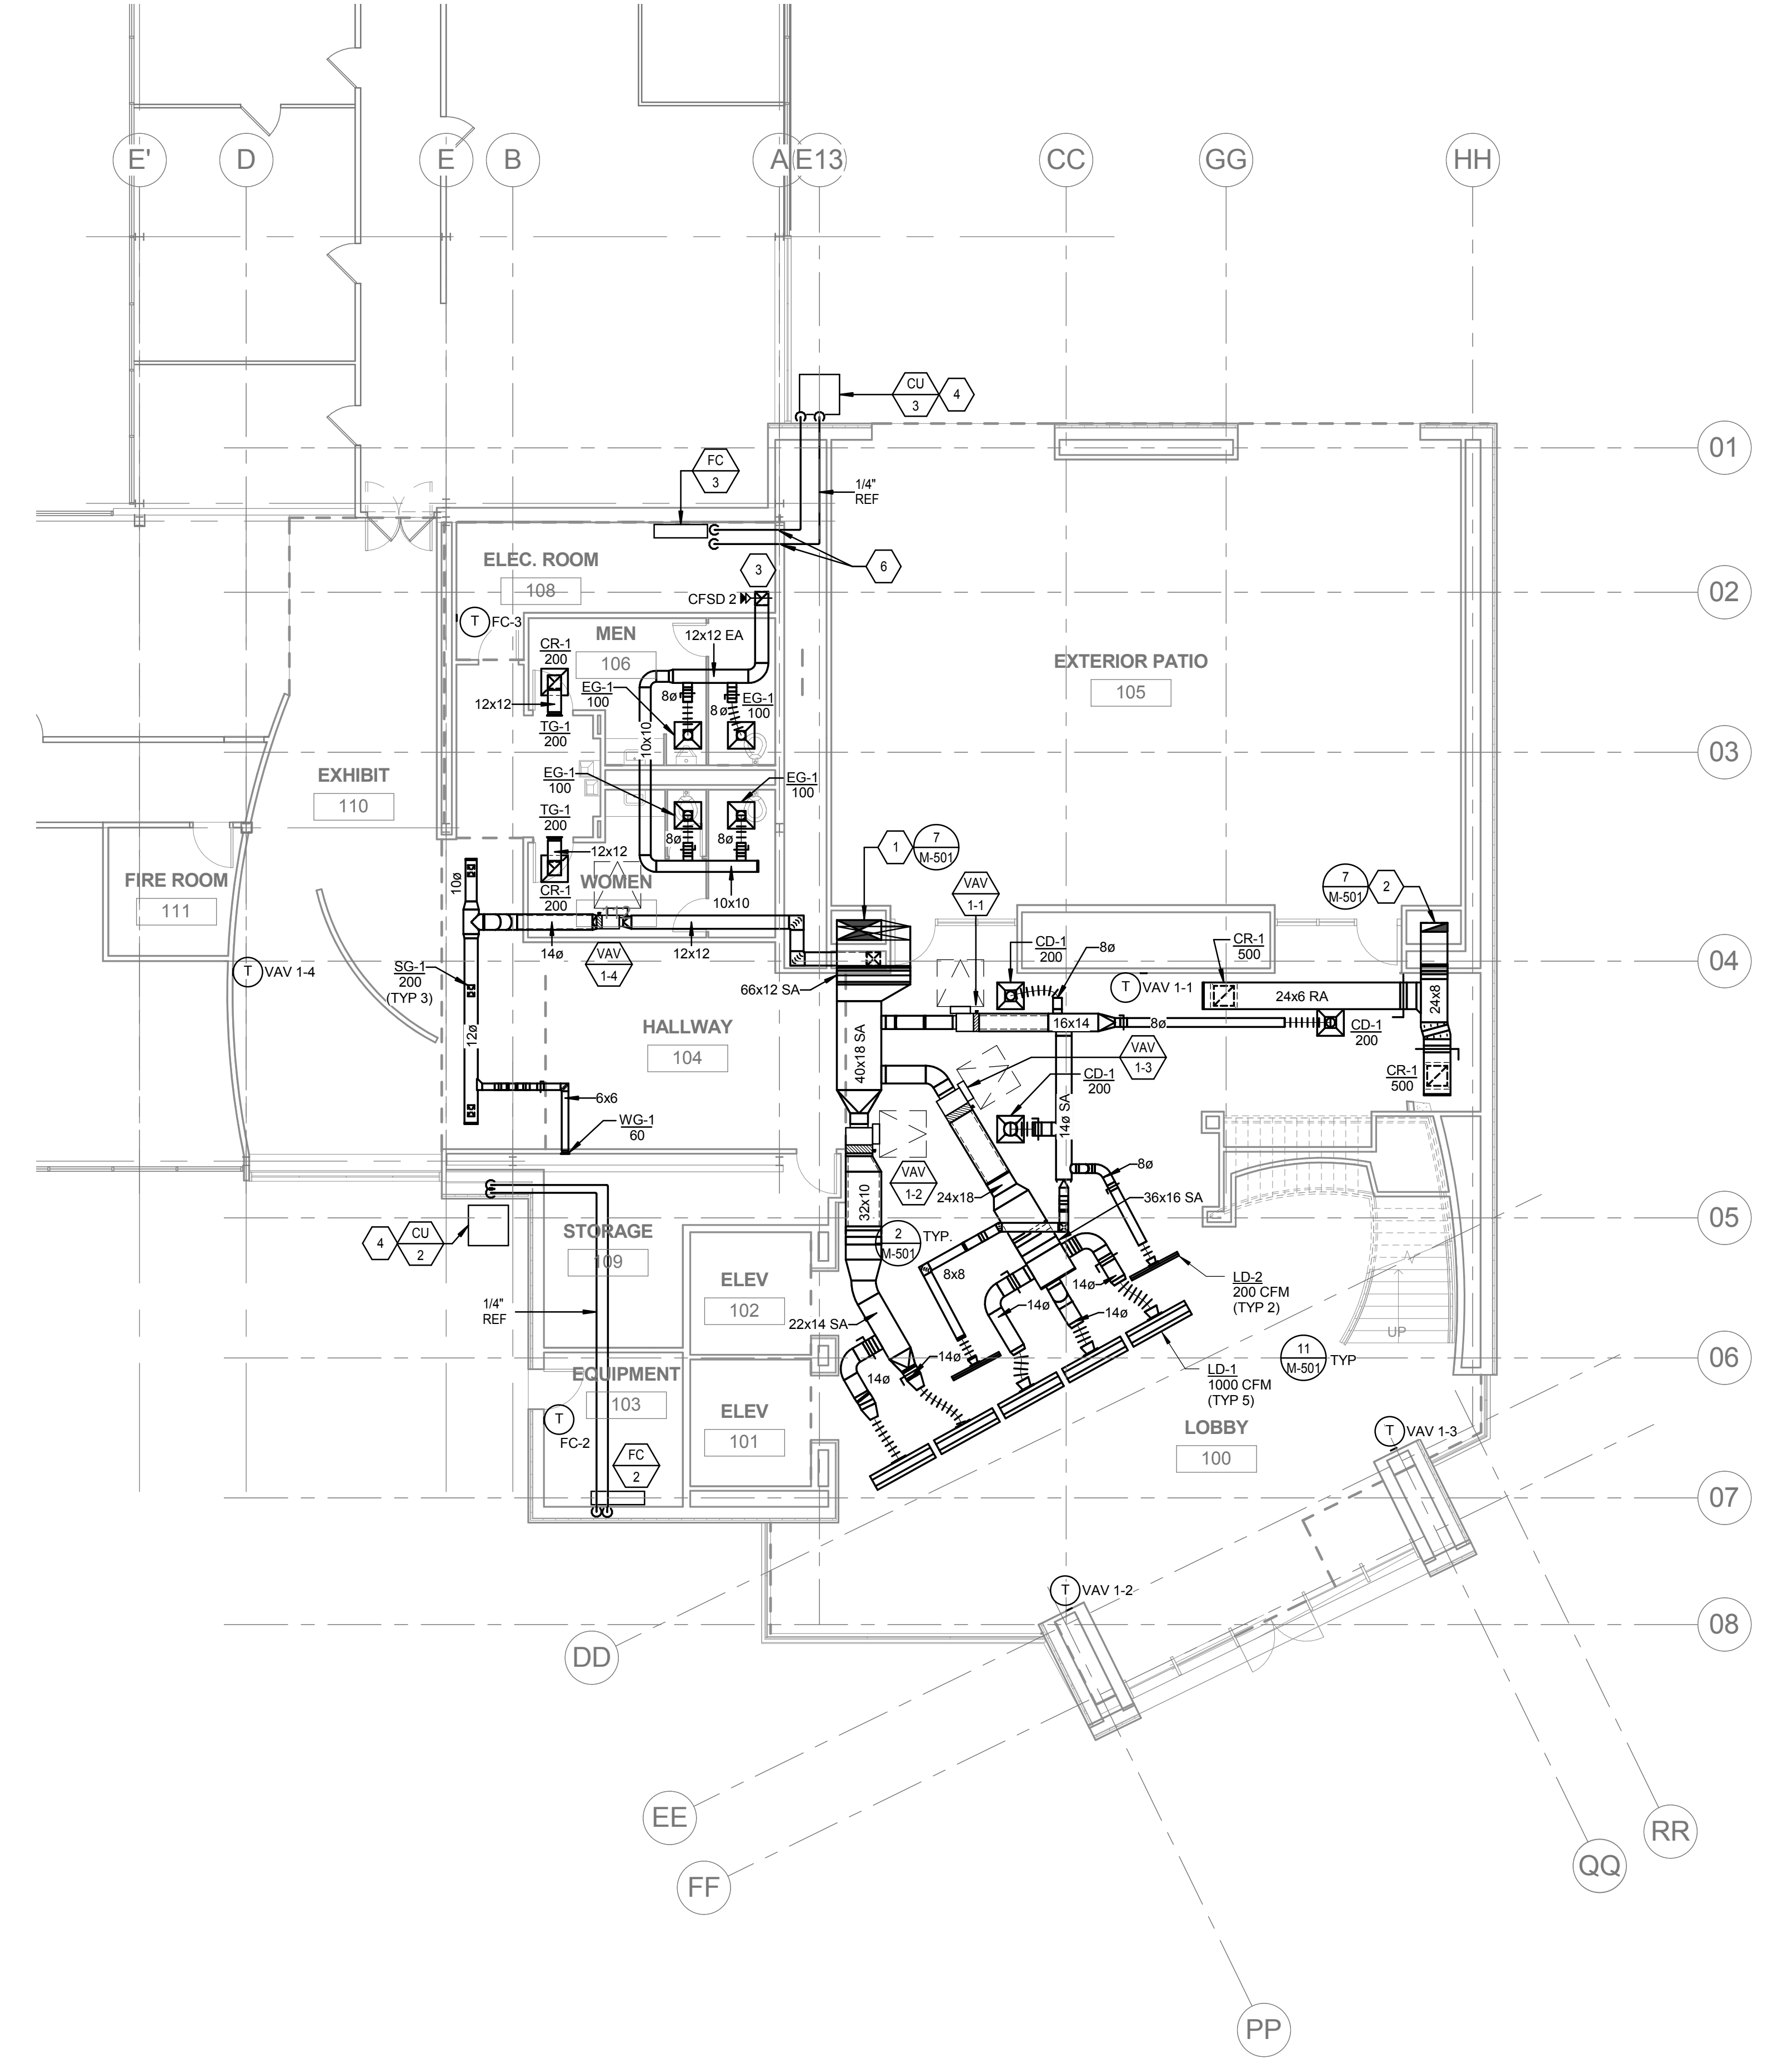 E'
D
E
B
A
E13
CC
GG
HH
CU
3
4
01
FC
3
1/4"
REF
ELEC. ROOM
108
3
6
CFSD 2
02
T
FC-3
MEN
106
12x12 EA
CR-1
200
EG-1
100
8ø
8ø
EG-1
100
12x12
TG-1
200
10x10
EXTERIOR PATIO
105
03
EXHIBIT
110
EG-1
100
EG-1
100
TG-1
200
8ø
8ø
12x12
1
7
M-501
FIRE ROOM
111
10ø
CR-1
200
WOMEN
10x10
VAV
1-1
7
M-501
2
14ø
VAV
1-4
12x12
CD-1
200
8ø
CR-1
500
04
T
VAV 1-4
SG-1
200
(TYP 3)
66x12 SA
T
VAV 1-1
24x6 RA
24x8
12ø
HALLWAY
104
40x18 SA
16x14
8ø
CD-1
200
VAV
1-3
CD-1
200
CR-1
500
6x6
WG-1
60
14ø SA
8ø
VAV
1-2
32x10
24x18
36x16 SA
05
4
CU
2
STORAGE
109
2
M-501
TYP.
ELEV
102
8x8
14ø
LD-2
200 CFM
(TYP 2)
1/4"
REF
14ø
14ø
22x14 SA
UP
11
M-501
TYP
06
14ø
14ø
EQUIPMENT
103
LD-1
1000 CFM
(TYP 5)
ELEV
101
T
FC-2
LOBBY
100
T
VAV 1-3
FC
2
07
T
VAV 1-2
08
DD
EE
RR
QQ
FF
PP